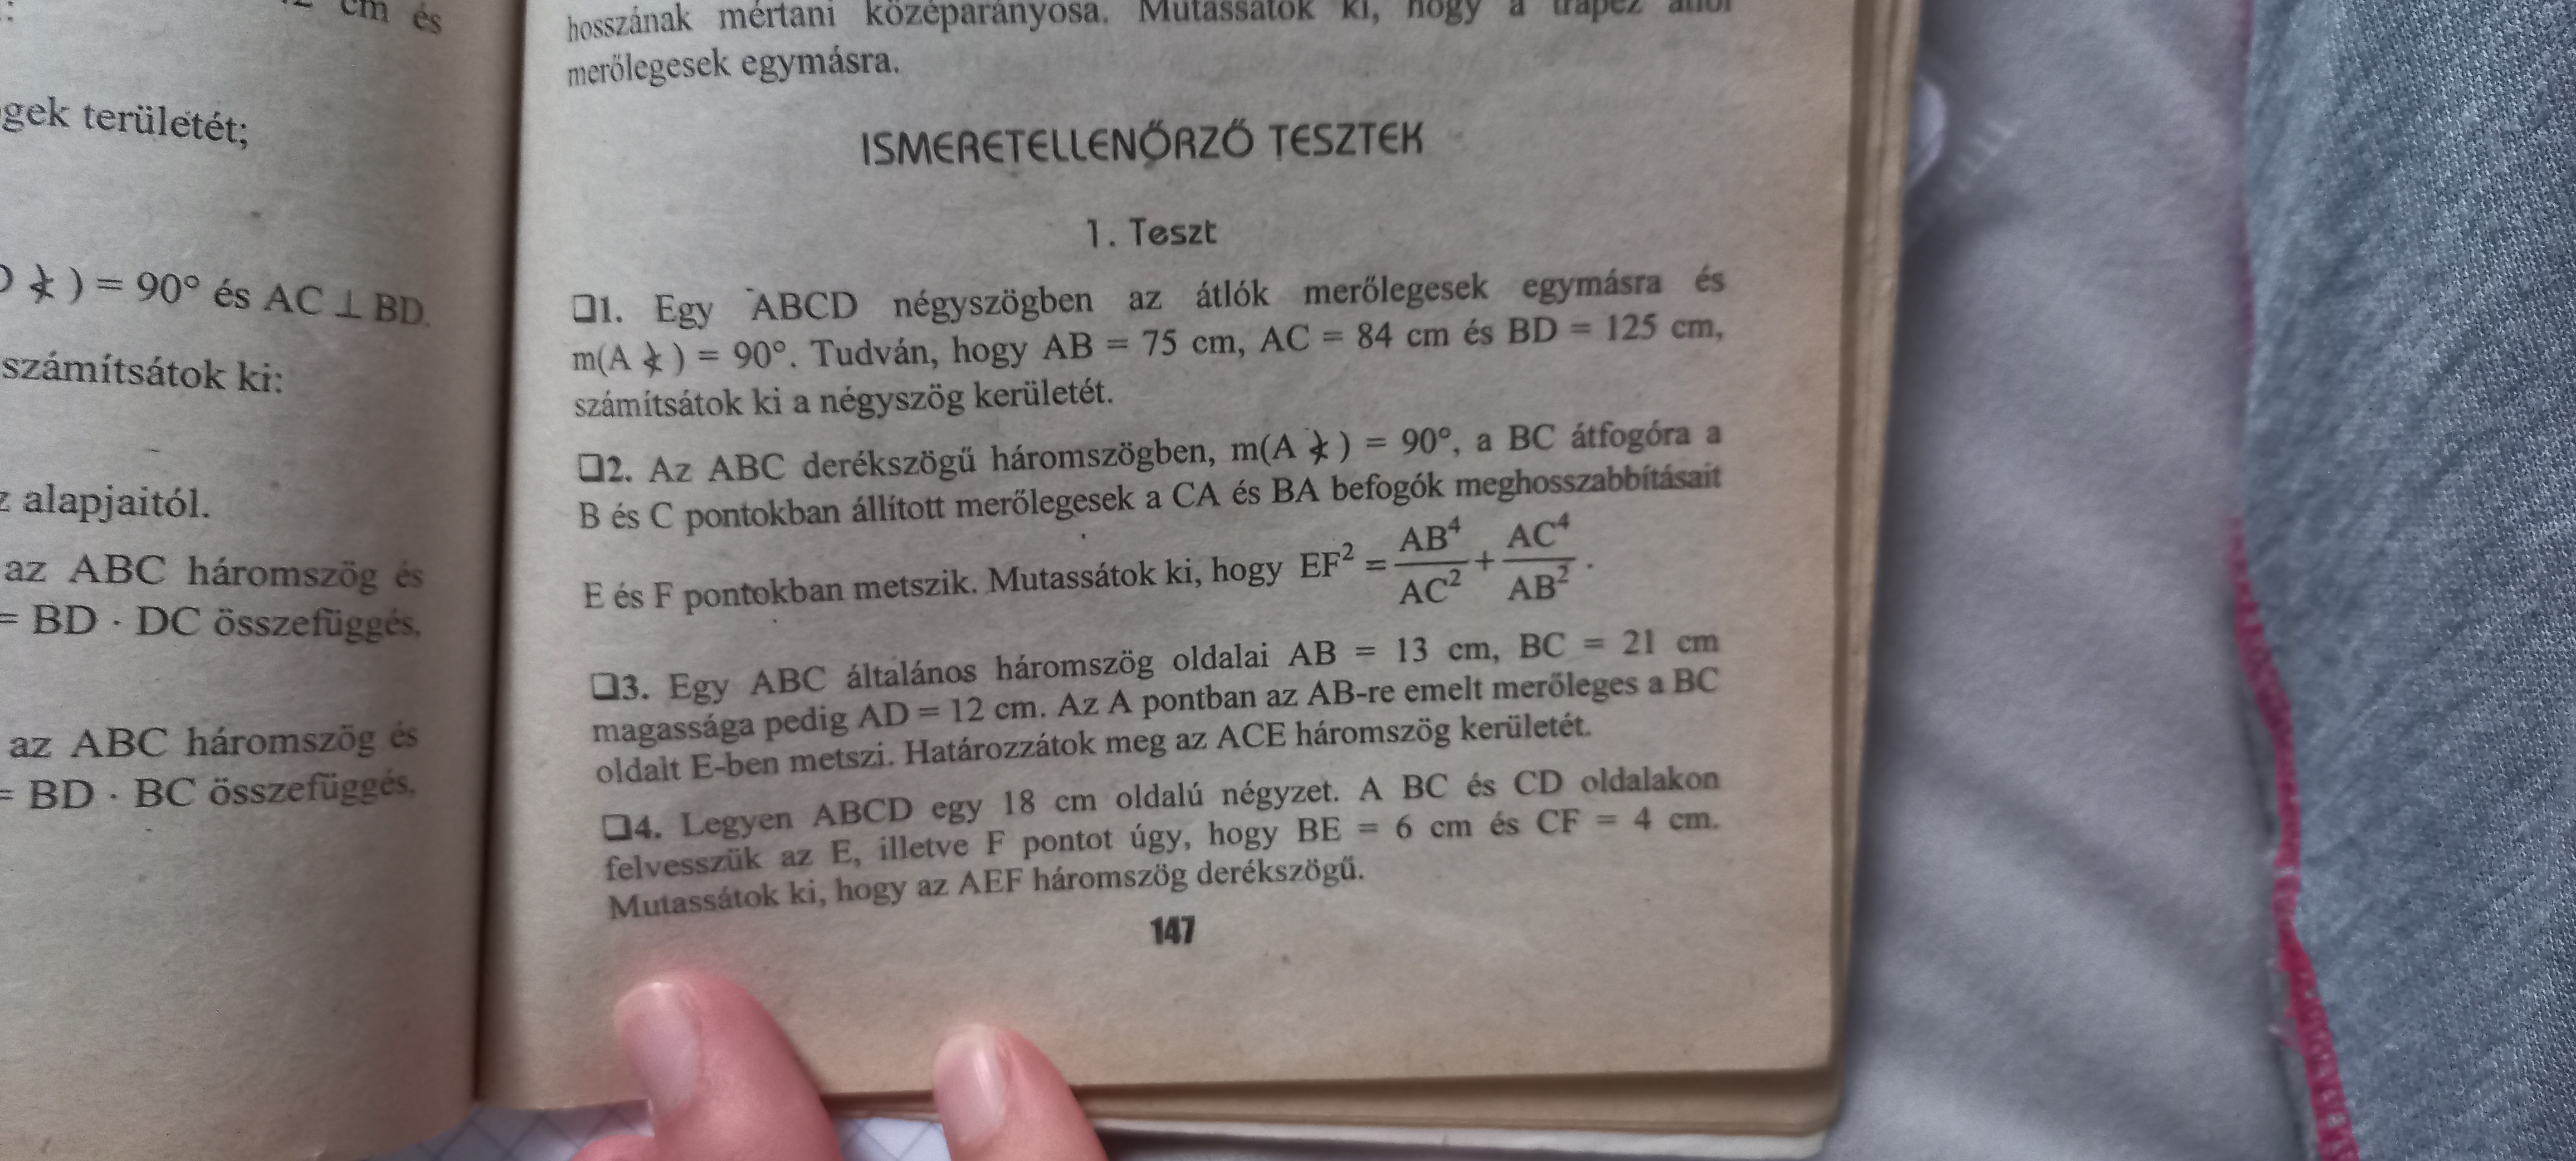 cm és
gek területét;
) = 90° és AC ⊥ BD.
számítsátok ki:
z alapjaitól.
az ABC háromszög és
= BD · DC összefüggés.
az ABC háromszög és
= BD · BC összefüggés.
hosszának mértani középarányosa. Mutassátok ki, hogy a trapéz átlói
merőlegesek egymásra.
ISMERETELLENŐRZŐ TESZTEK
1. Teszt
❏1. Egy ABCD négyszögben az átlók merőlegesek egymásra és
m(A ∡) = 90°. Tudván, hogy AB = 75 cm, AC = 84 cm és BD = 125 cm,
számítsátok ki a négyszög kerületét.
❏2. Az ABC derékszögű háromszögben, m(A ∡) = 90°, a BC átfogóra a
B és C pontokban állított merőlegesek a CA és BA befogók meghosszabbításait
E és F pontokban metszik. Mutassátok ki, hogy EF² = AB⁴/AC² + AC⁴/AB².
❏3. Egy ABC általános háromszög oldalai AB = 13 cm, BC = 21 cm
magassága pedig AD = 12 cm. Az A pontban az AB-re emelt merőleges a BC
oldalt E-ben metszi. Határozzátok meg az ACE háromszög kerületét.
❏4. Legyen ABCD egy 18 cm oldalú négyzet. A BC és CD oldalakon
felvesszük az E, illetve F pontot úgy, hogy BE = 6 cm és CF = 4 cm.
Mutassátok ki, hogy az AEF háromszög derékszögű.
147